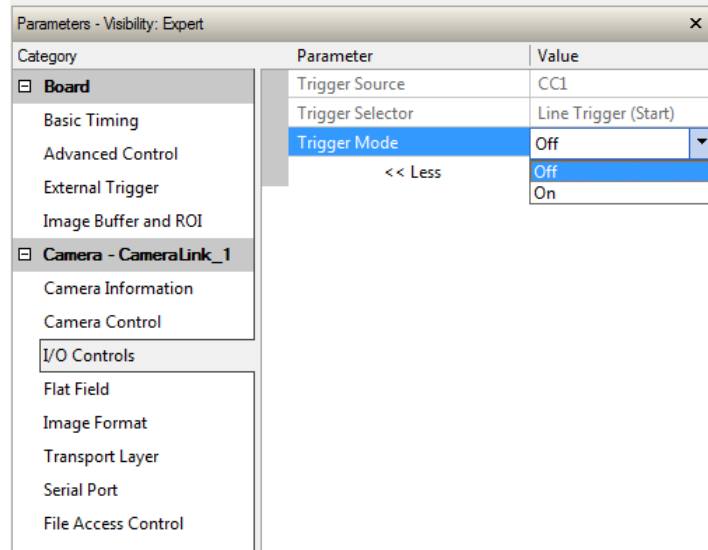 Parameters - Visibility: Expert ×
Category Parameter Value
Board Trigger Source CC1
Basic Timing Trigger Selector Line Trigger (Start)
Advanced Control Trigger Mode Off
External Trigger << Less Off
On
Image Buffer and ROI
Camera - CameraLink_1
Camera Information
Camera Control
I/O Controls
Flat Field
Image Format
Transport Layer
Serial Port
File Access Control